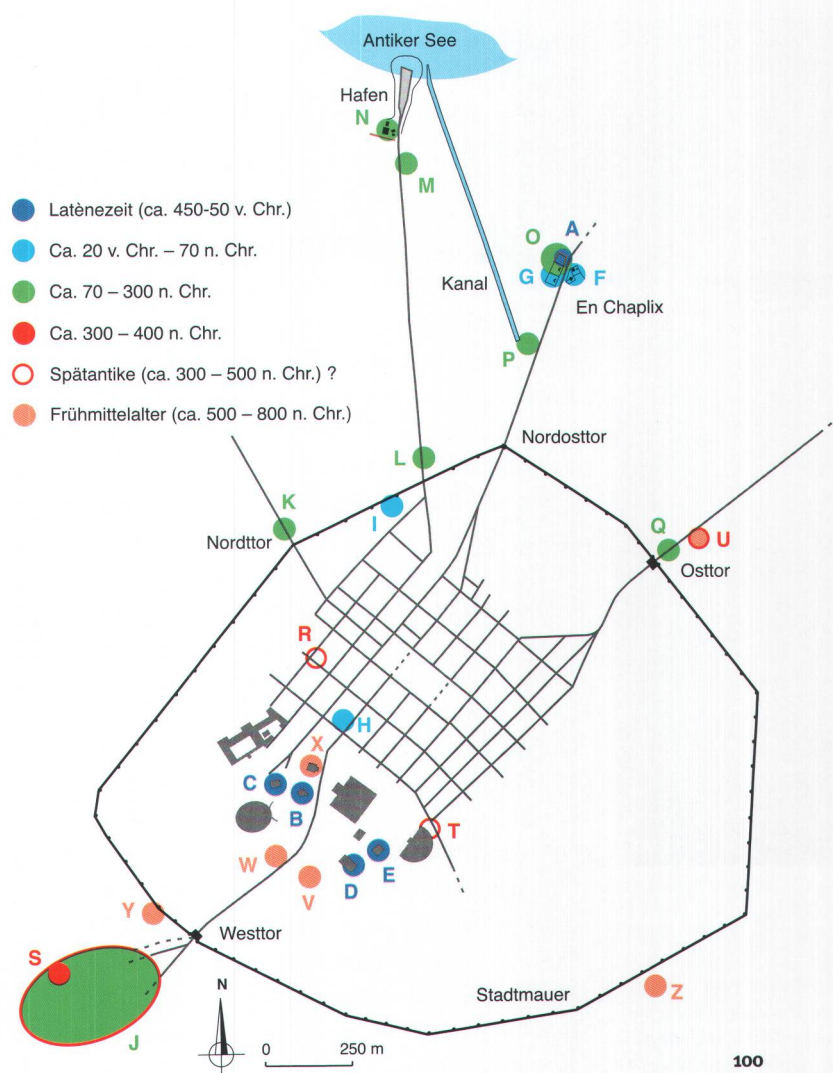 Antiker See
Hafen
N
M
Latènezeit (ca. 450-50 v. Chr.)
Ca. 20 v. Chr. – 70 n. Chr.
Ca. 70 – 300 n. Chr.
Ca. 300 – 400 n. Chr.
Spätantike (ca. 300 – 500 n. Chr.) ?
Frühmittelalter (ca. 500 – 800 n. Chr.)
O
A
G
F
Kanal
En Chaplix
P
Nordosttor
L
K
I
Nordttor
Q
U
Osttor
R
H
X
C
B
T
W
E
D
V
Y
Westtor
S
J
Stadtmauer
Z
N
0
250 m
100